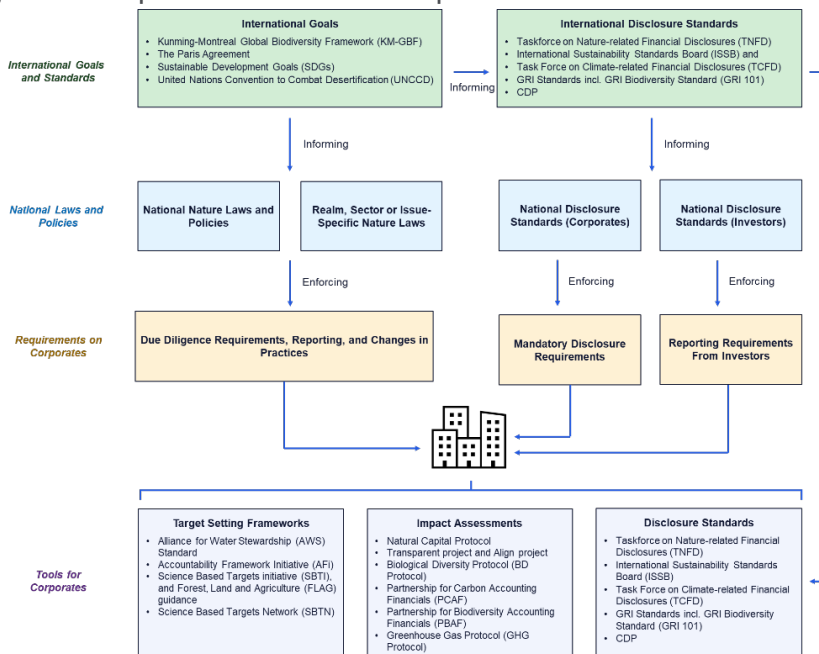 International Goals
• Kunming-Montreal Global Biodiversity Framework (KM-GBF)
• The Paris Agreement
• Sustainable Development Goals (SDGs)
• United Nations Convention to Combat Desertification (UNCCD)
International Disclosure Standards
• Taskforce on Nature-related Financial Disclosures (TNFD)
• International Sustainability Standards Board (ISSB) and
• Task Force on Climate-related Financial Disclosures (TCFD)
• GRI Standards incl. GRI Biodiversity Standard (GRI 101)
• CDP
International Goals
and Standards
Informing
Informing
Informing
National Laws and
Policies
National Nature Laws and
Policies
Realm, Sector or Issue-
Specific Nature Laws
National Disclosure
Standards (Corporates)
National Disclosure
Standards (Investors)
Enforcing
Enforcing
Enforcing
Requirements on
Corporates
Due Diligence Requirements, Reporting, and Changes in
Practices
Mandatory Disclosure
Requirements
Reporting Requirements
From Investors
Tools for
Corporates
Target Setting Frameworks
• Alliance for Water Stewardship (AWS)
Standard
• Accountability Framework Initiative (AFi)
• Science Based Targets initiative (SBTI),
and Forest, Land and Agriculture (FLAG)
guidance
• Science Based Targets Network (SBTN)
Impact Assessments
• Natural Capital Protocol
• Transparent project and Align project
• Biological Diversity Protocol (BD
Protocol)
• Partnership for Carbon Accounting
Financials (PCAF)
• Partnership for Biodiversity Accounting
Financials (PBAF)
• Greenhouse Gas Protocol (GHG
Protocol)
Disclosure Standards
• Taskforce on Nature-related Financial
Disclosures (TNFD)
• International Sustainability Standards
Board (ISSB)
• Task Force on Climate-related Financial
Disclosures (TCFD)
• GRI Standards incl. GRI Biodiversity
Standard (GRI 101)
• CDP